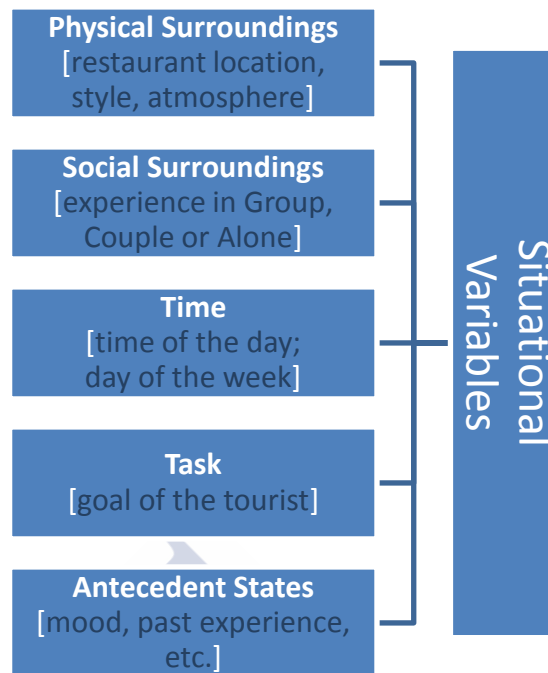 Physical Surroundings
[restaurant location,
style, atmosphere]
Social Surroundings
[experience in Group,
Couple or Alone]
Time
[time of the day;
day of the week]
Task
[goal of the tourist]
Antecedent States
[mood, past experience,
etc.]
Situational
Variables